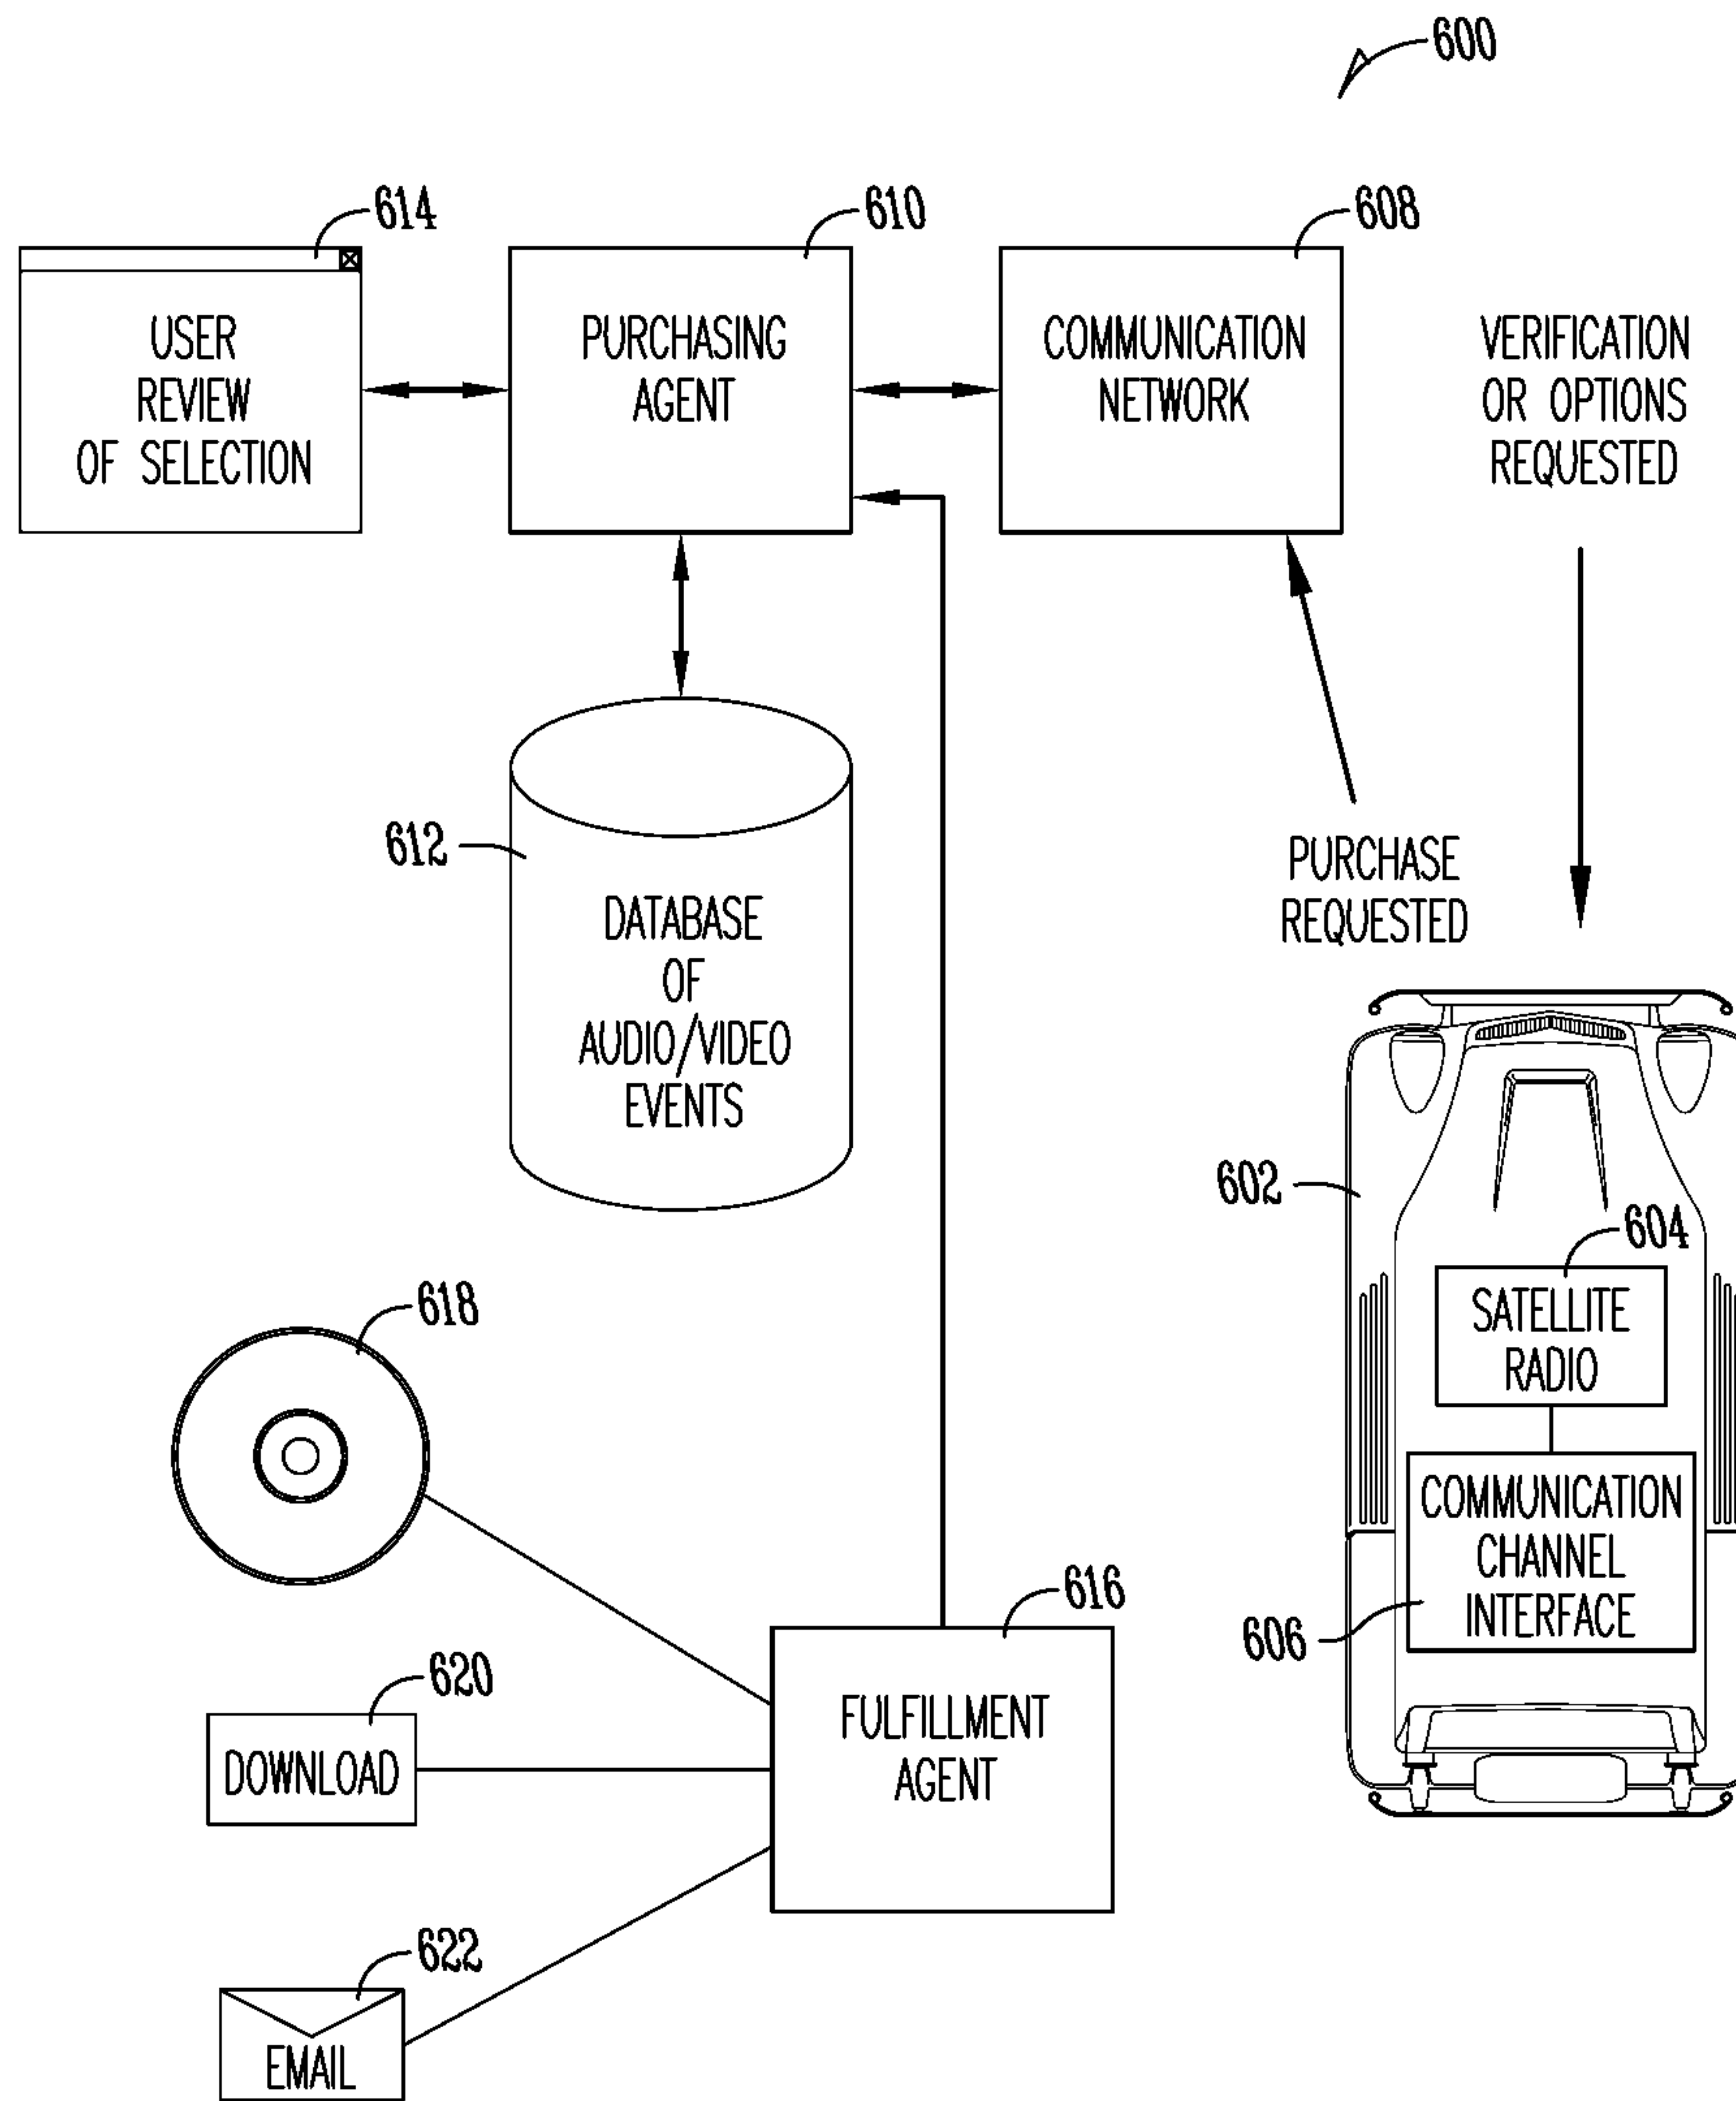 600
614
610
608
USER
REVIEW
OF SELECTION
PURCHASING
AGENT
COMMUNICATION
NETWORK
VERIFICATION
OR OPTIONS
REQUESTED
612
DATABASE
OF
AUDIO/VIDEO
EVENTS
PURCHASE
REQUESTED
602
604
SATELLITE
RADIO
COMMUNICATION
CHANNEL
INTERFACE
606
618
616
FULFILLMENT
AGENT
620
DOWNLOAD
622
EMAIL